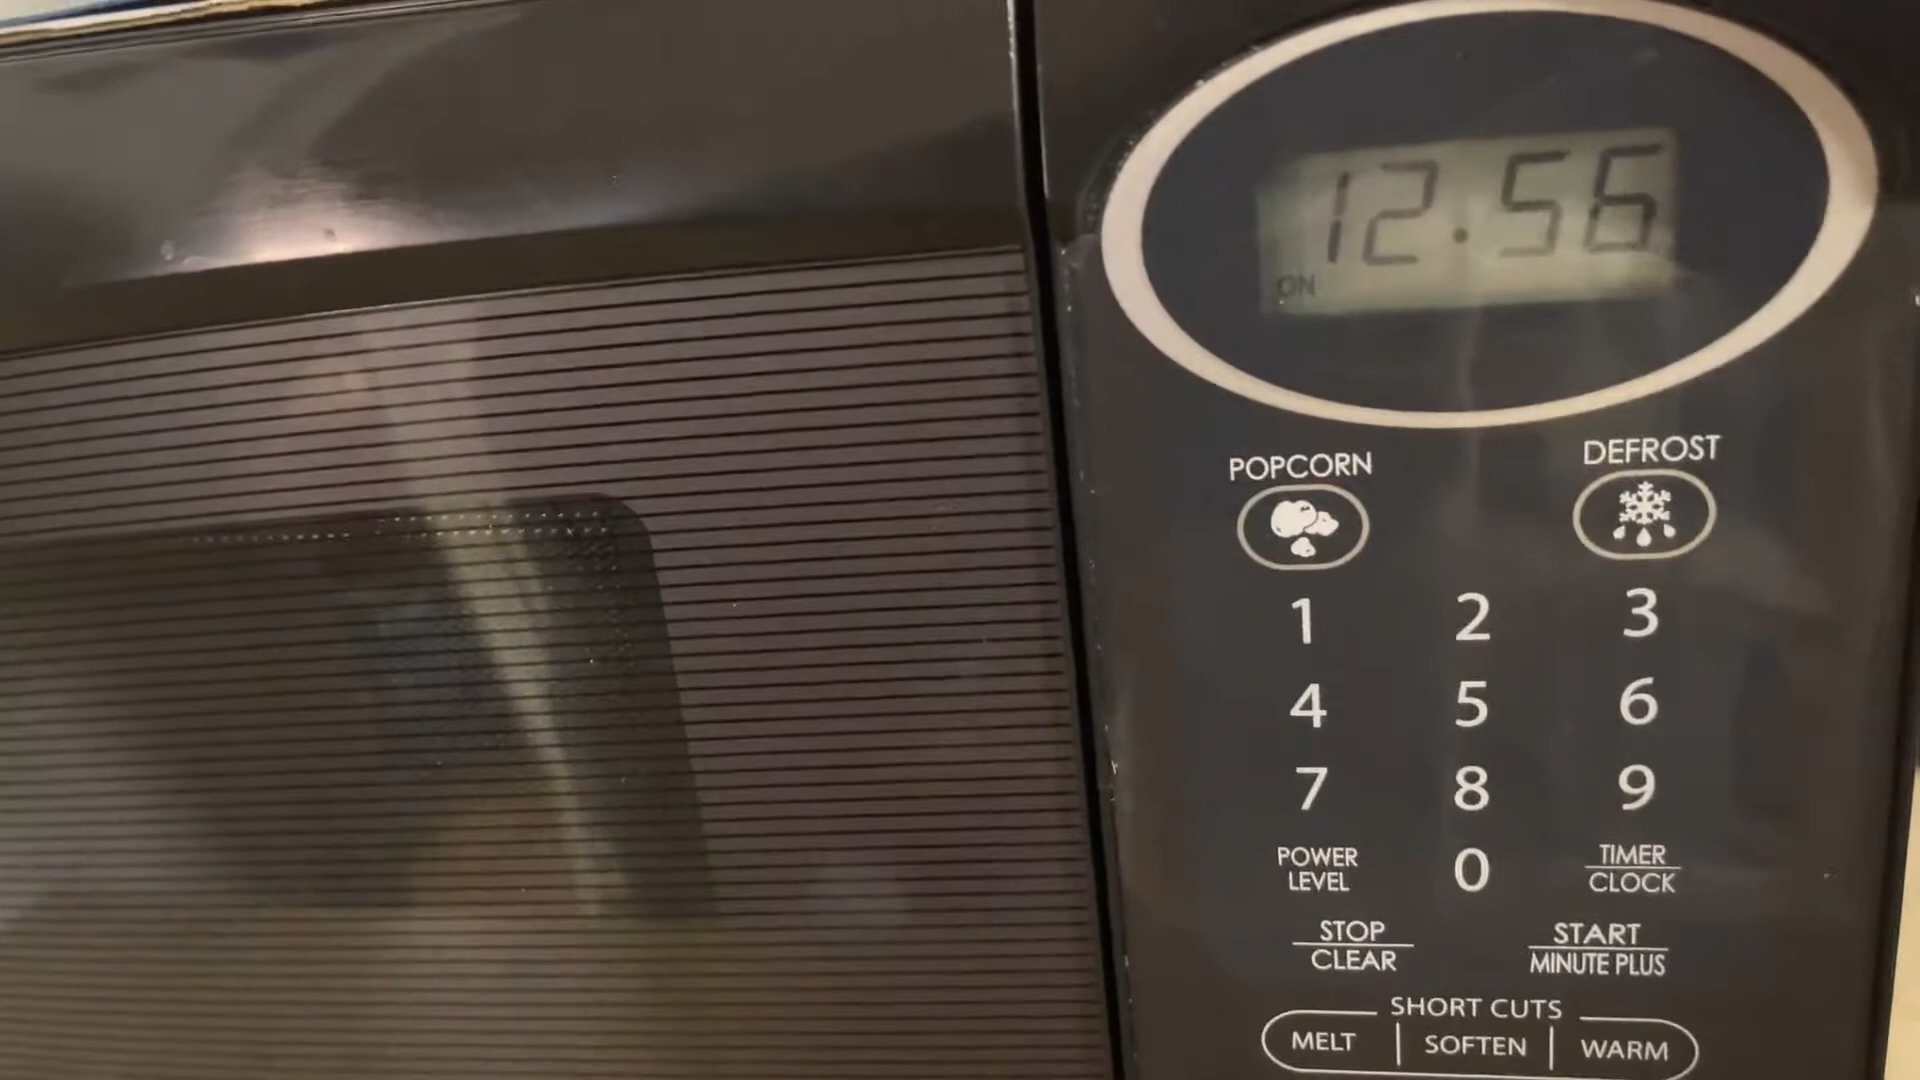 12:56
ON
POPCORN
DEFROST
1 2 3
4 5 6
7 8 9
POWER LEVEL
0
TIMER
CLOCK
STOP
CLEAR
START
MINUTE PLUS
SHORT CUTS
MELT | SOFTEN | WARM